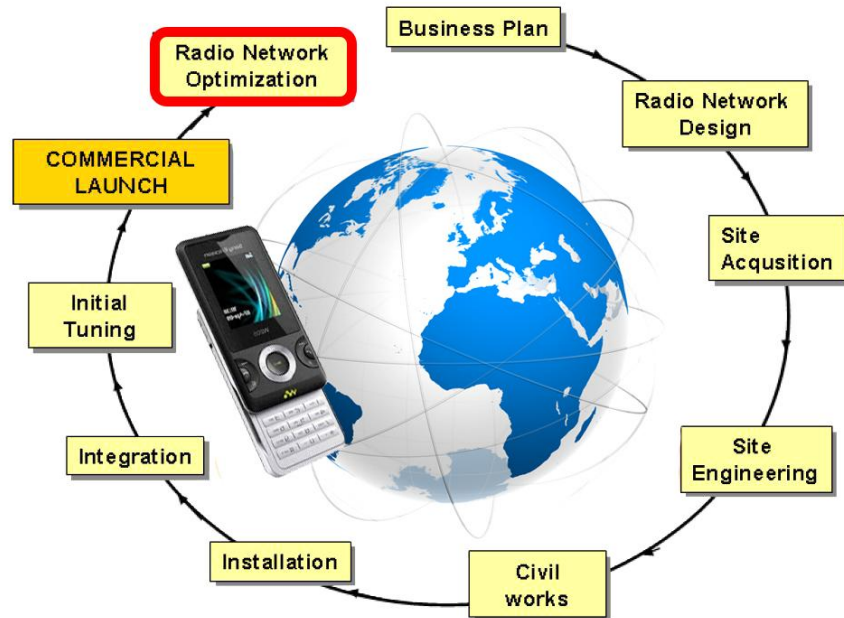 Business Plan
Radio Network
Design
Site
Acqusition
Site
Engineering
Civil
works
Installation
Integration
Initial
Tuning
COMMERCIAL
LAUNCH
Radio Network
Optimization